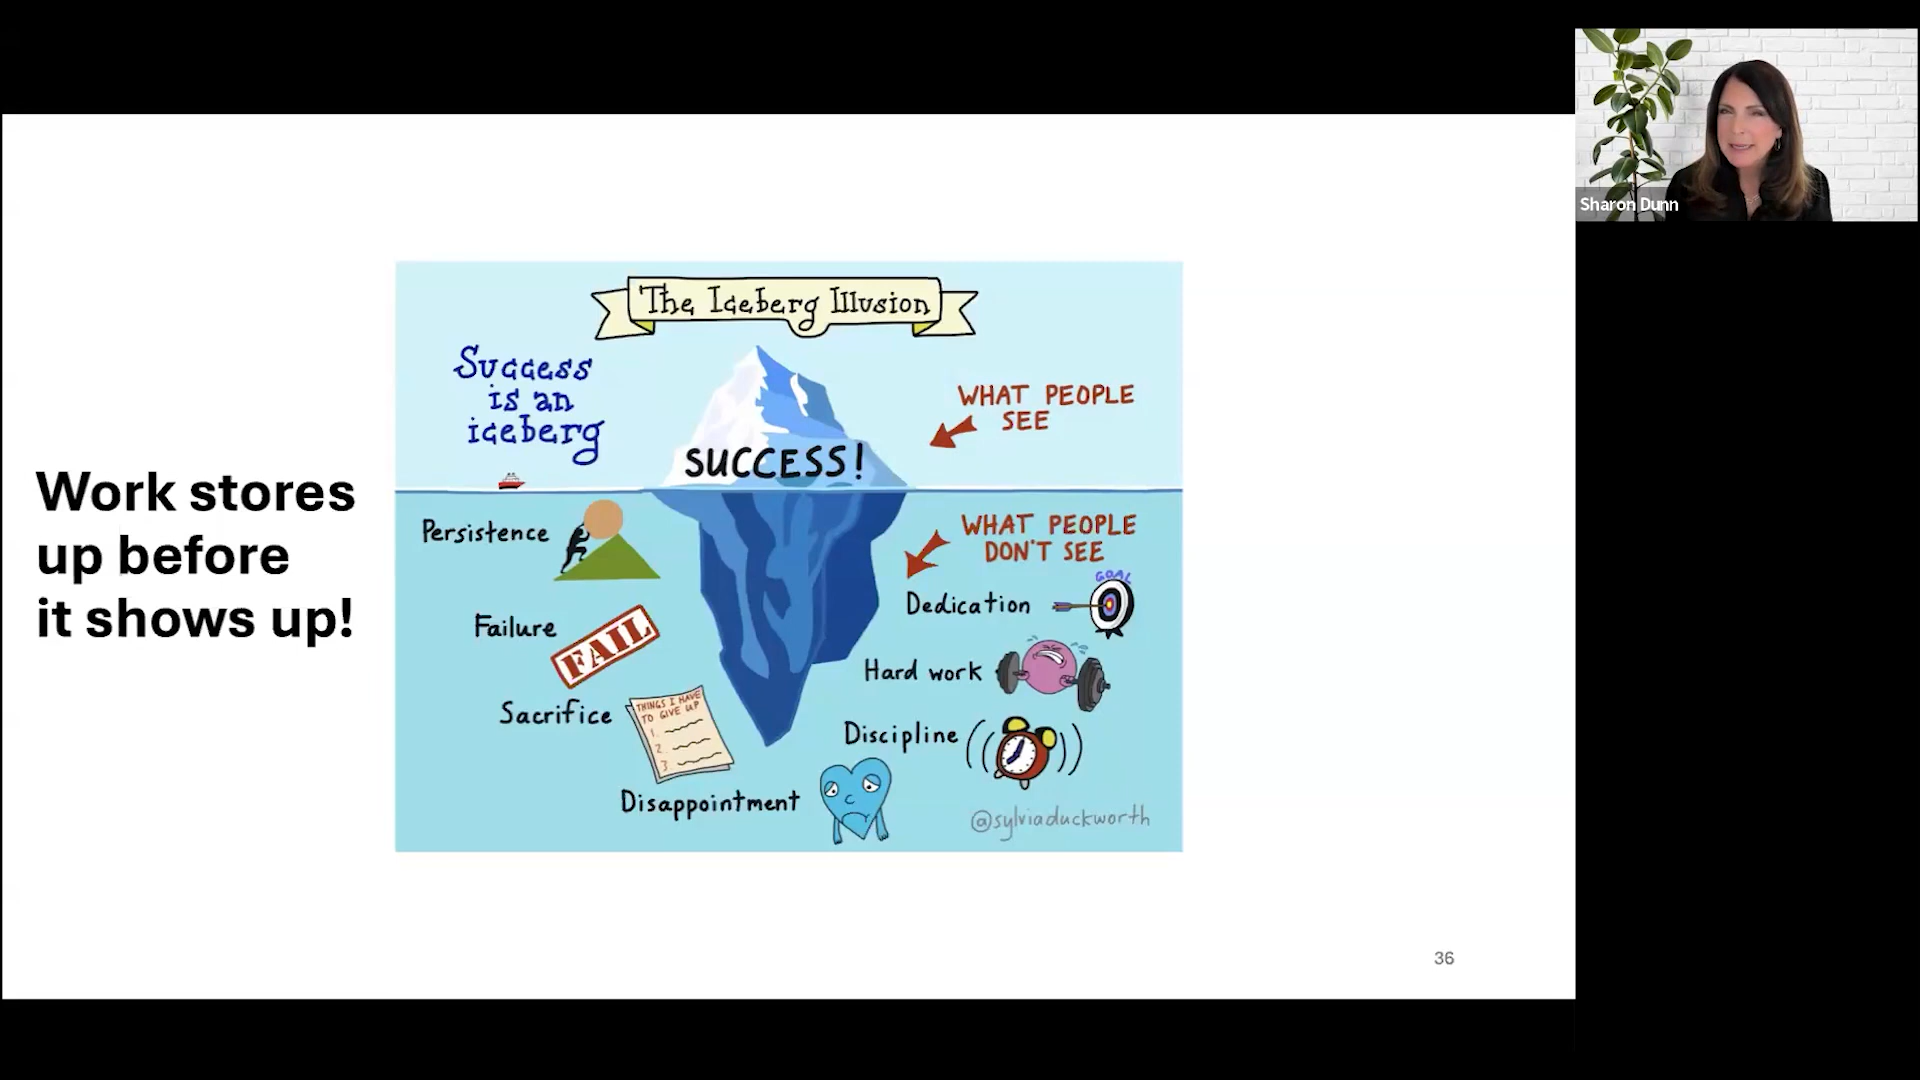 Sharon Dunn
Work stores
up before
it shows up!
The Iceberg Illusion
Success
is an
iceberg
WHAT PEOPLE
SEE
SUCCESS!
Persistence
WHAT PEOPLE
DON'T SEE
GOAL
Dedication
Failure
FAIL
Hard work
Sacrifice
THINGS I HAVE
TO GIVE UP
1.
2.
3.
Discipline
Disappointment
@sylviaduckworth
36